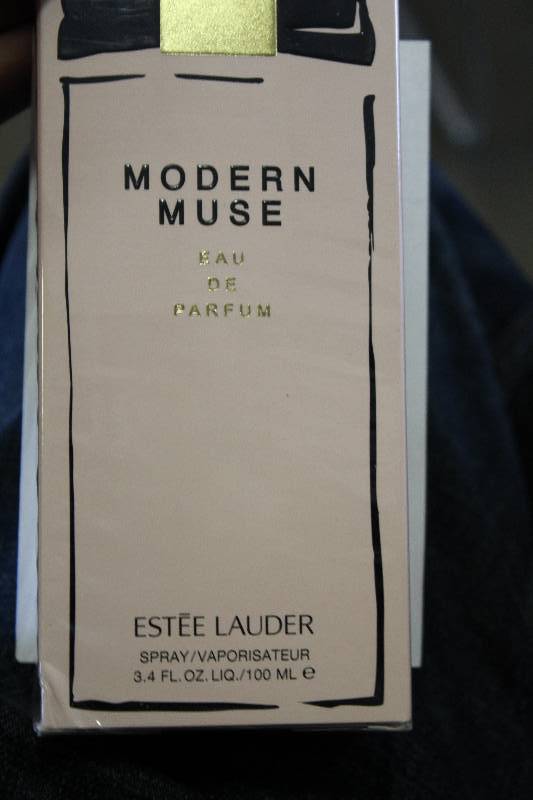 MODERN
MUSE
EAU
DE
PARFUM
ESTĒE LAUDER
SPRAY/VAPORISATEUR
3.4 FL.OZ.LIQ./100 ML ℮